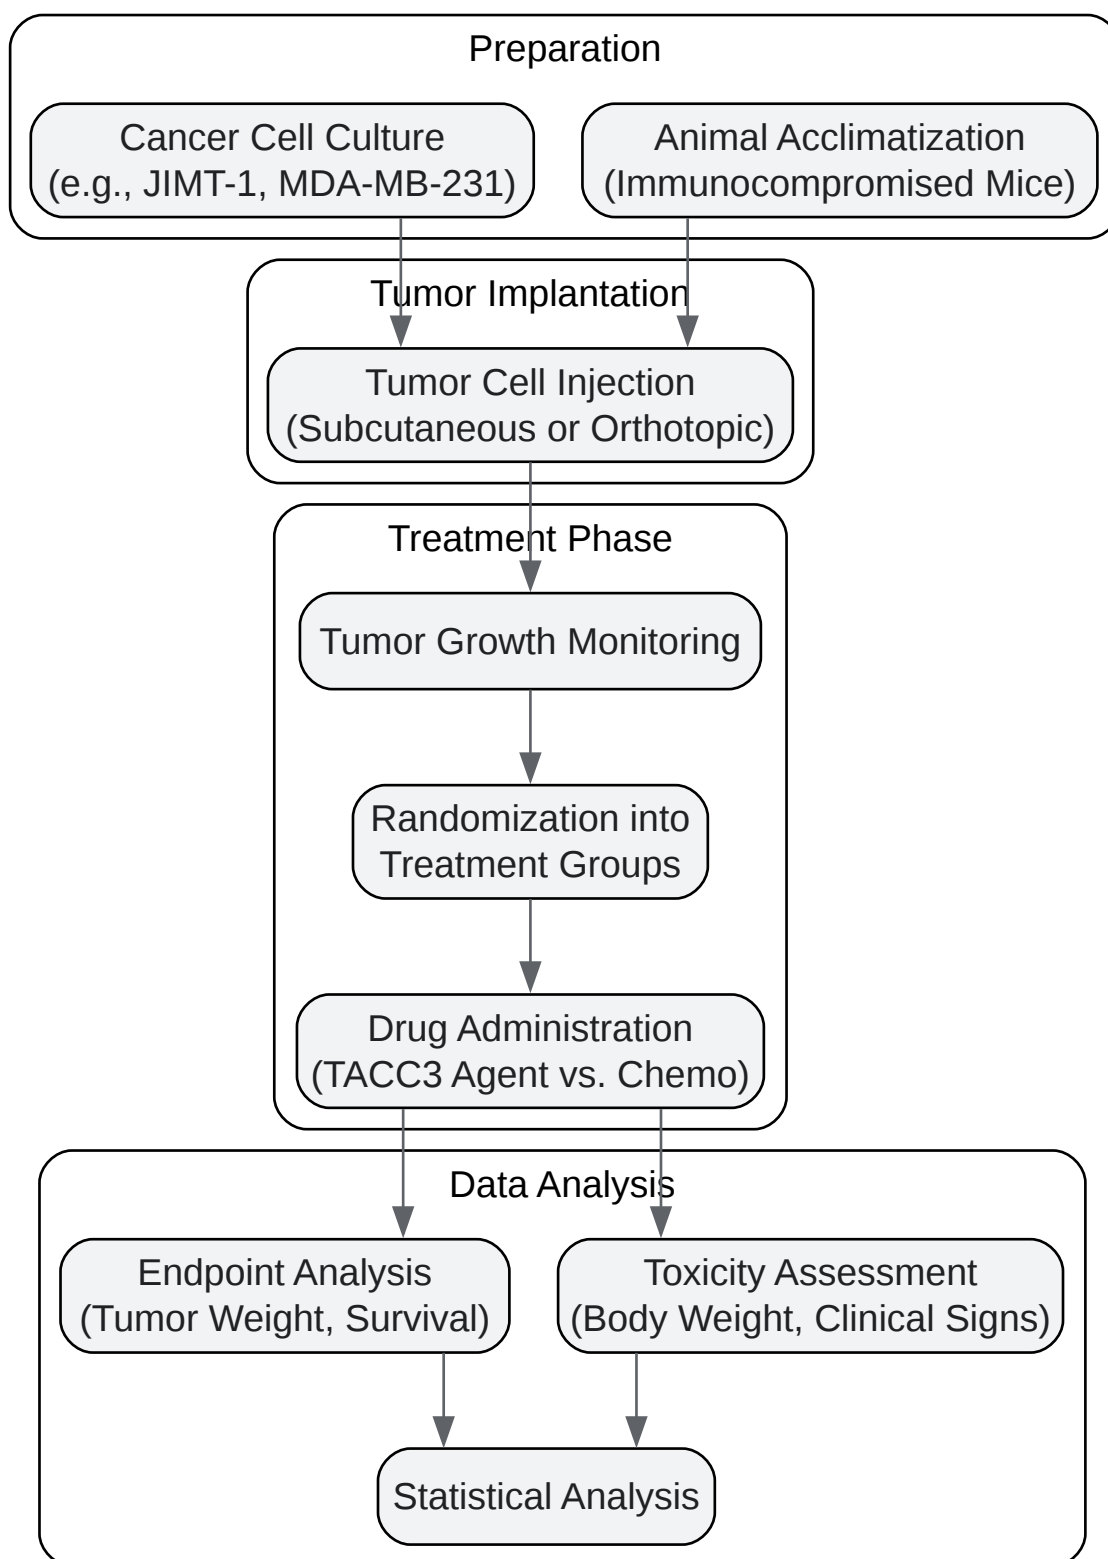 Preparation
Cancer Cell Culture
(e.g., JIMT-1, MDA-MB-231)
Animal Acclimatization
(Immunocompromised Mice)
Tumor Implantation
Tumor Cell Injection
(Subcutaneous or Orthotopic)
Treatment Phase
Tumor Growth Monitoring
Randomization into
Treatment Groups
Drug Administration
(TACC3 Agent vs. Chemo)
Data Analysis
Endpoint Analysis
(Tumor Weight, Survival)
Toxicity Assessment
(Body Weight, Clinical Signs)
Statistical Analysis